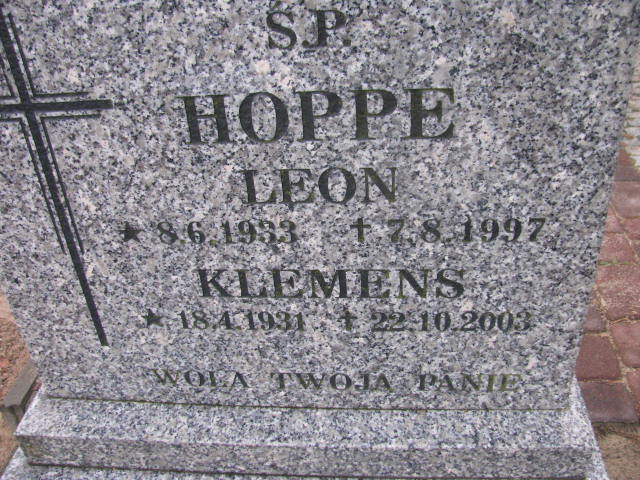 Ś.P.
HOPPE
LEON
★ 8.6.1933 ✝ 7.8.1997
KLEMENS
★ 18.4.1931 ✝ 22.10.2003
WOLA TWOJA PANIE